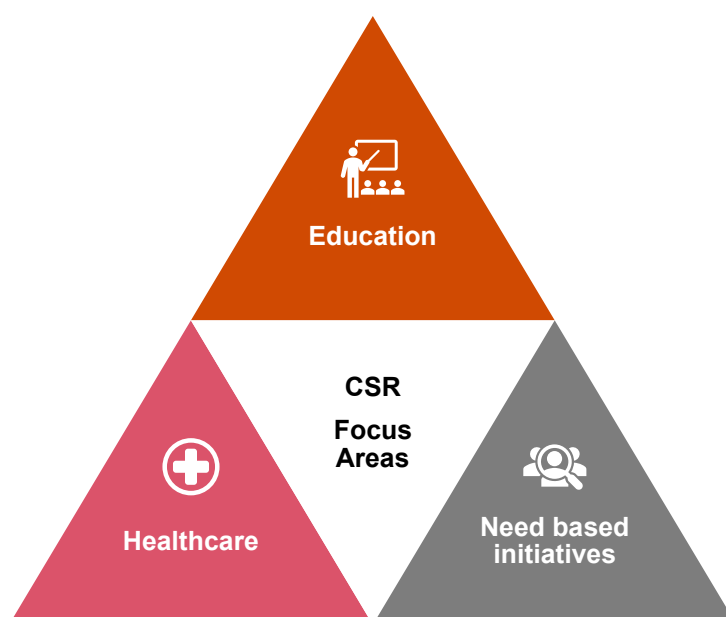 Education
CSR
Focus
Areas
Healthcare
Need based
initiatives